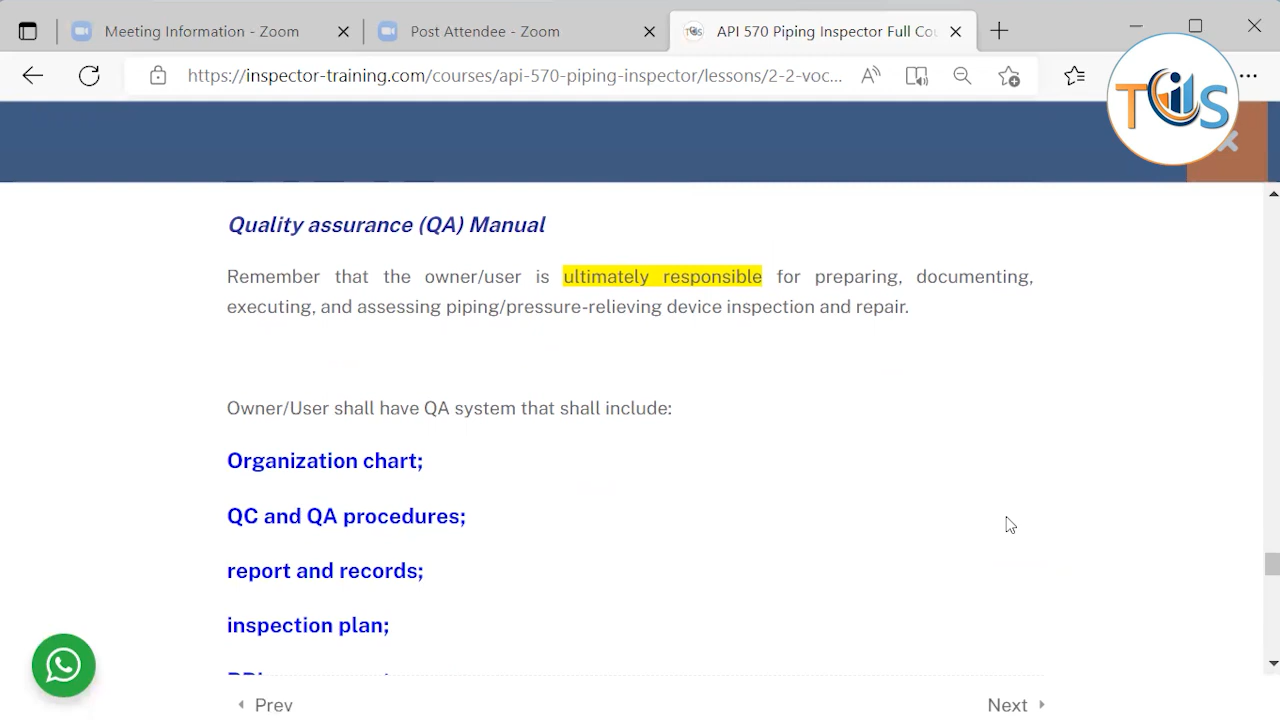 Meeting Information - Zoom
Post Attendee - Zoom
API 570 Piping Inspector Full Cou
https://inspector-training.com/courses/api-570-piping-inspector/lessons/2-2-voc...
TIS
Quality assurance (QA) Manual
Remember that the owner/user is ultimately responsible for preparing, documenting,
executing, and assessing piping/pressure-relieving device inspection and repair.
Owner/User shall have QA system that shall include:
Organization chart;
QC and QA procedures;
report and records;
inspection plan;
Prev
Next